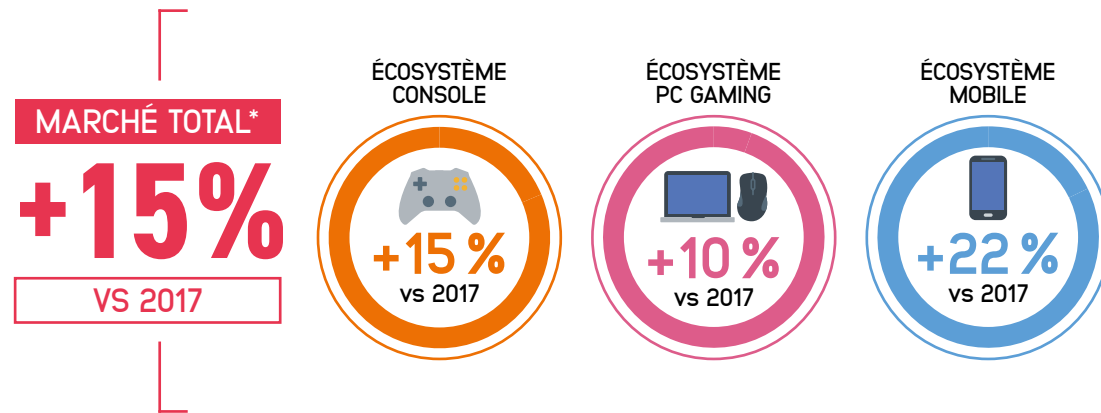 MARCHÉ TOTAL*
+15%
VS 2017
ÉCOSYSTÈME
CONSOLE
+15 %
vs 2017
ÉCOSYSTÈME
PC GAMING
+10 %
vs 2017
ÉCOSYSTÈME
MOBILE
+22 %
vs 2017